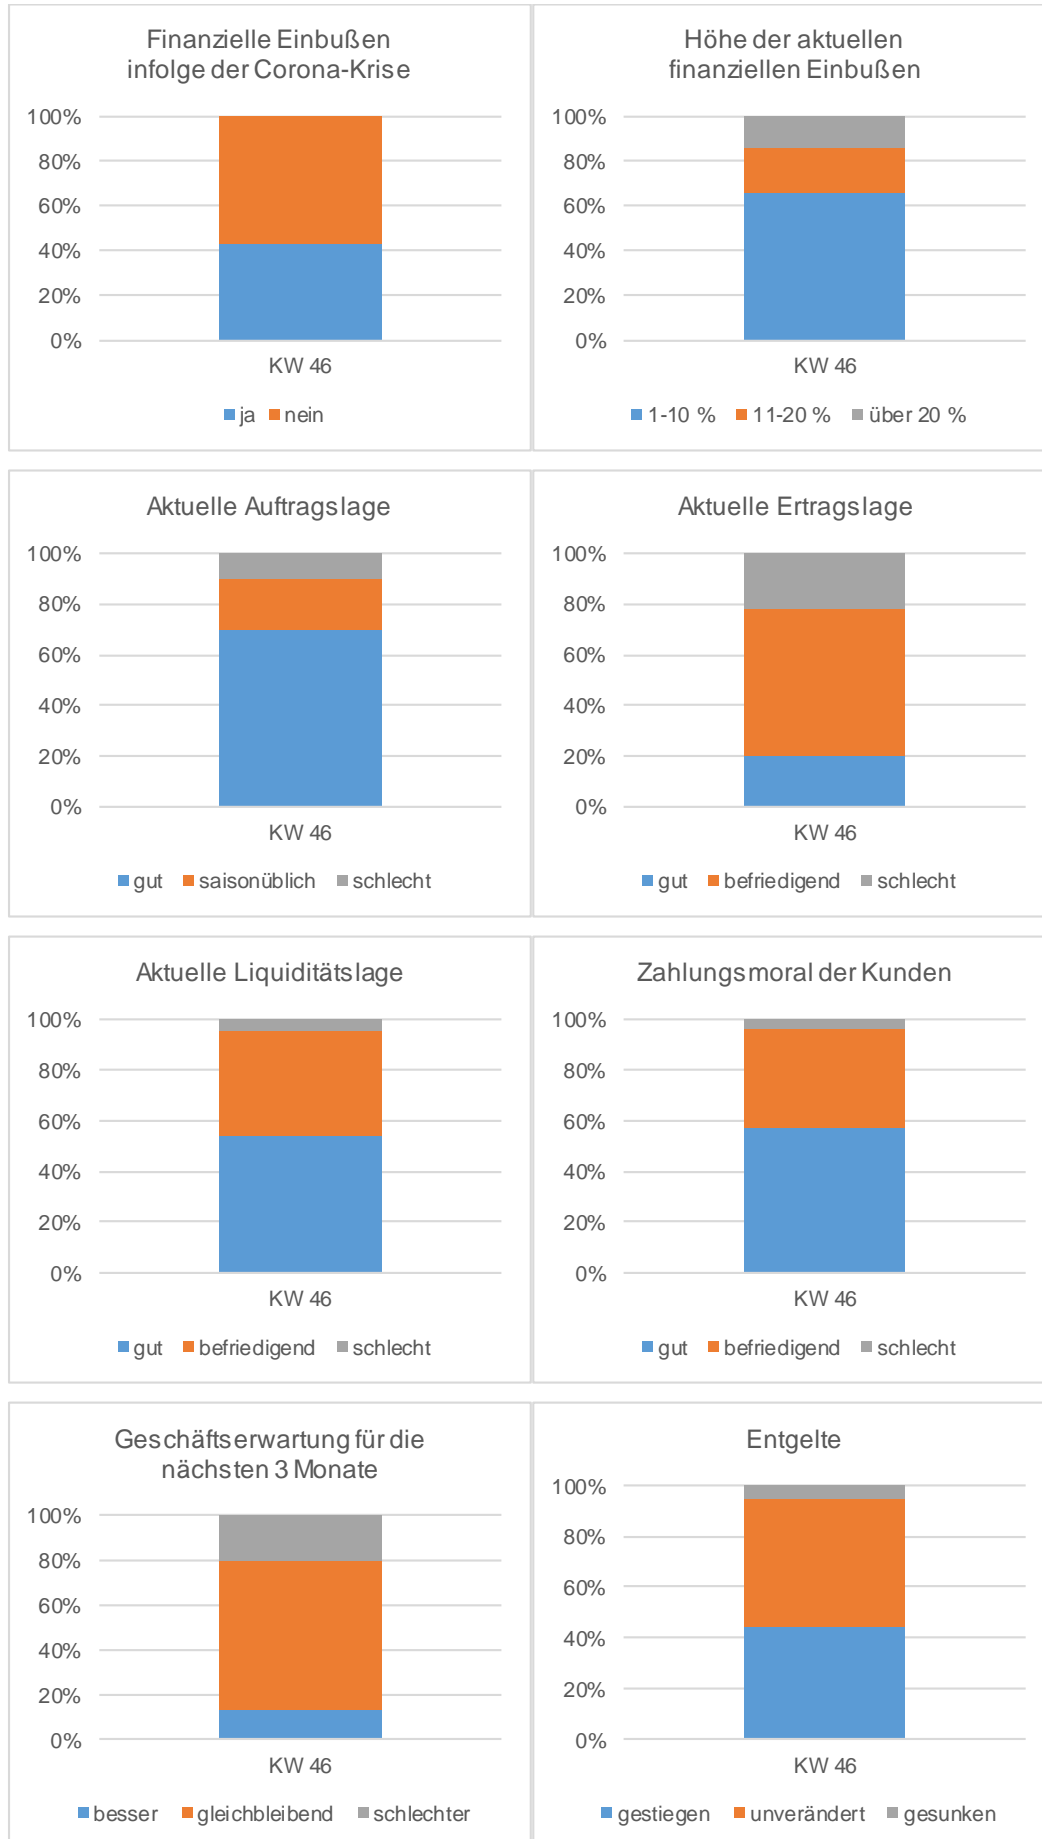 Finanzielle Einbußen
infolge der Corona-Krise
100%
80%
60%
40%
20%
0%
KW 46
ja nein
Höhe der aktuellen
finanziellen Einbußen
100%
80%
60%
40%
20%
0%
KW 46
1-10 % 11-20 % über 20 %
Aktuelle Auftragslage
100%
80%
60%
40%
20%
0%
KW 46
gut saisonüblich schlecht
Aktuelle Ertragslage
100%
80%
60%
40%
20%
0%
KW 46
gut befriedigend schlecht
Aktuelle Liquiditätslage
100%
80%
60%
40%
20%
0%
KW 46
gut befriedigend schlecht
Zahlungsmoral der Kunden
100%
80%
60%
40%
20%
0%
KW 46
gut befriedigend schlecht
Geschäftserwartung für die
nächsten 3 Monate
100%
80%
60%
40%
20%
0%
KW 46
besser gleichbleibend schlechter
Entgelte
100%
80%
60%
40%
20%
0%
KW 46
gestiegen unverändert gesunken